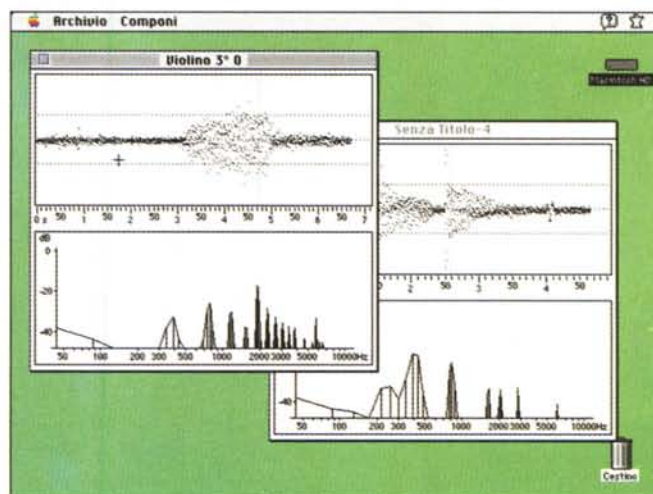 Archivio Componi
Macintosh HD
Violino 3° 0
0 s 50 1 50 2 50 3 50 4 50 5 50 6 50 7
dB
0
-20
-40
50 100 200 300 500 1000 2000 5000 10000Hz
Senza Titolo-4
50 2 50 3 50 4 50
-40
50 100 200 300 500 1000 2000 5000 10000Hz
Cestino